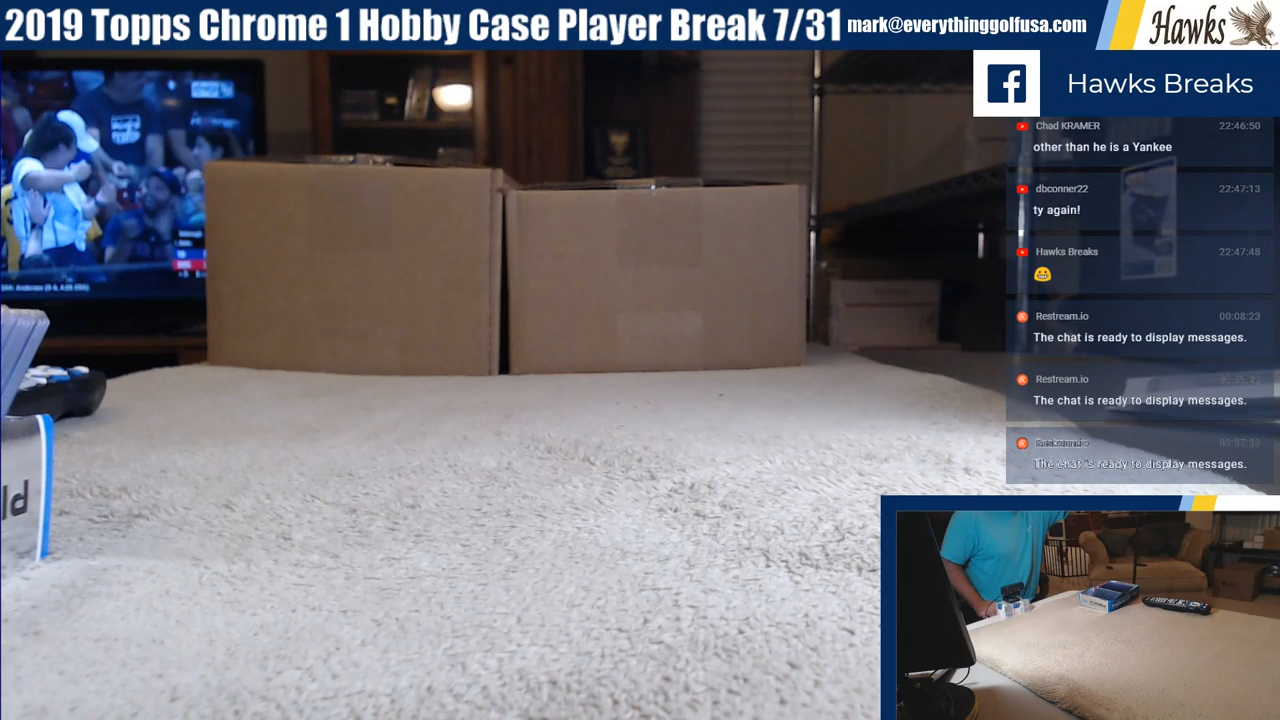 2019 Topps Chrome 1 Hobby Case Player Break 7/31
mark@everythinggolfusa.com
Hawks
Hawks Breaks
Chad KRAMER 22:46:50
other than he is a Yankee
dbconner22 22:47:13
ty again!
Hawks Breaks 22:47:48
Restream.io 00:08:23
The chat is ready to display messages.
Restream.io
The chat is ready to display messages.
Restream.io
The chat is ready to display messages.